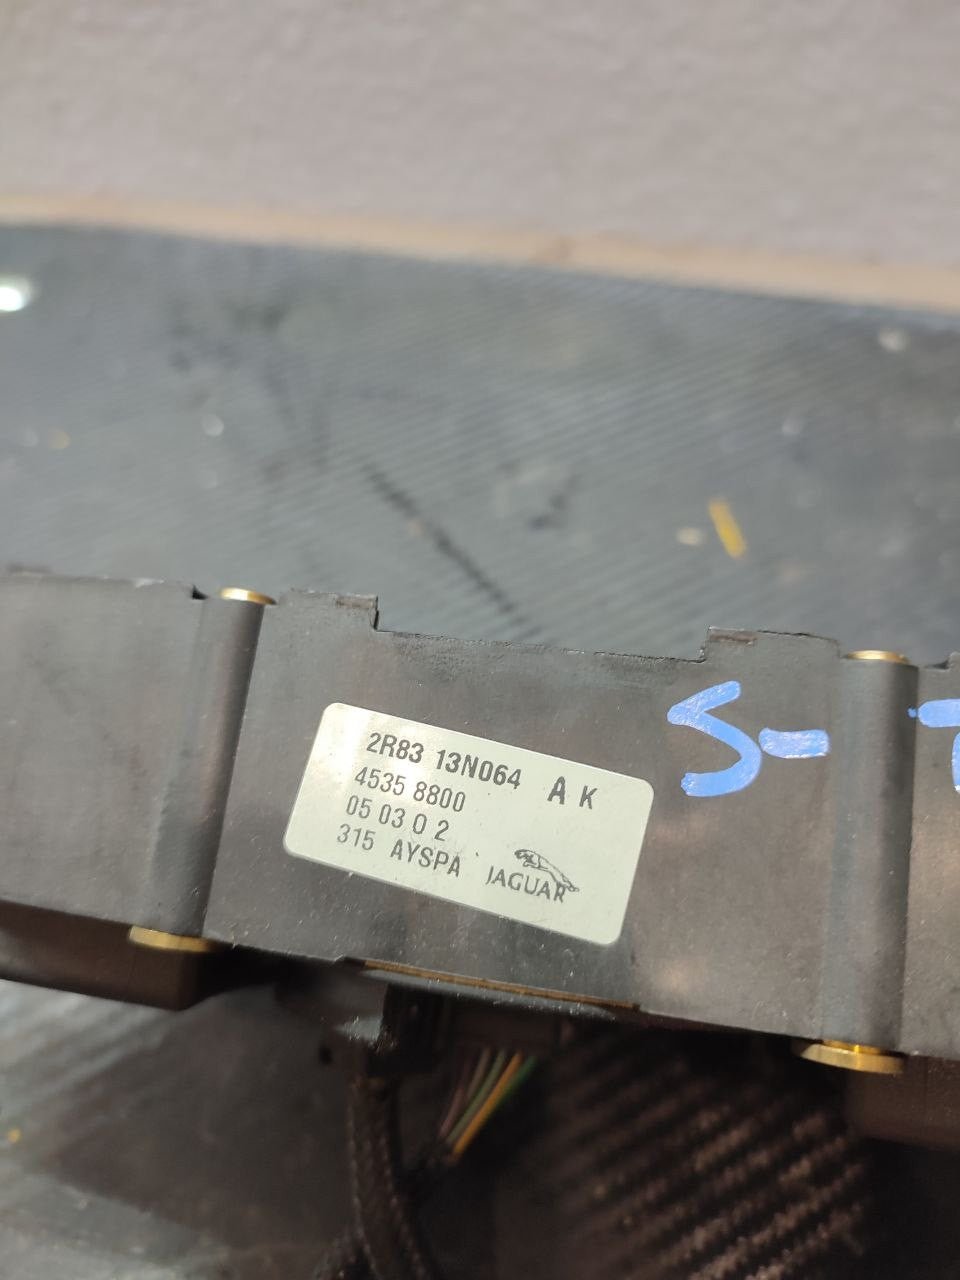 2R83 13N064 A K
4535 8800
05 03 0 2
315 AYSPA JAGUAR
S-T